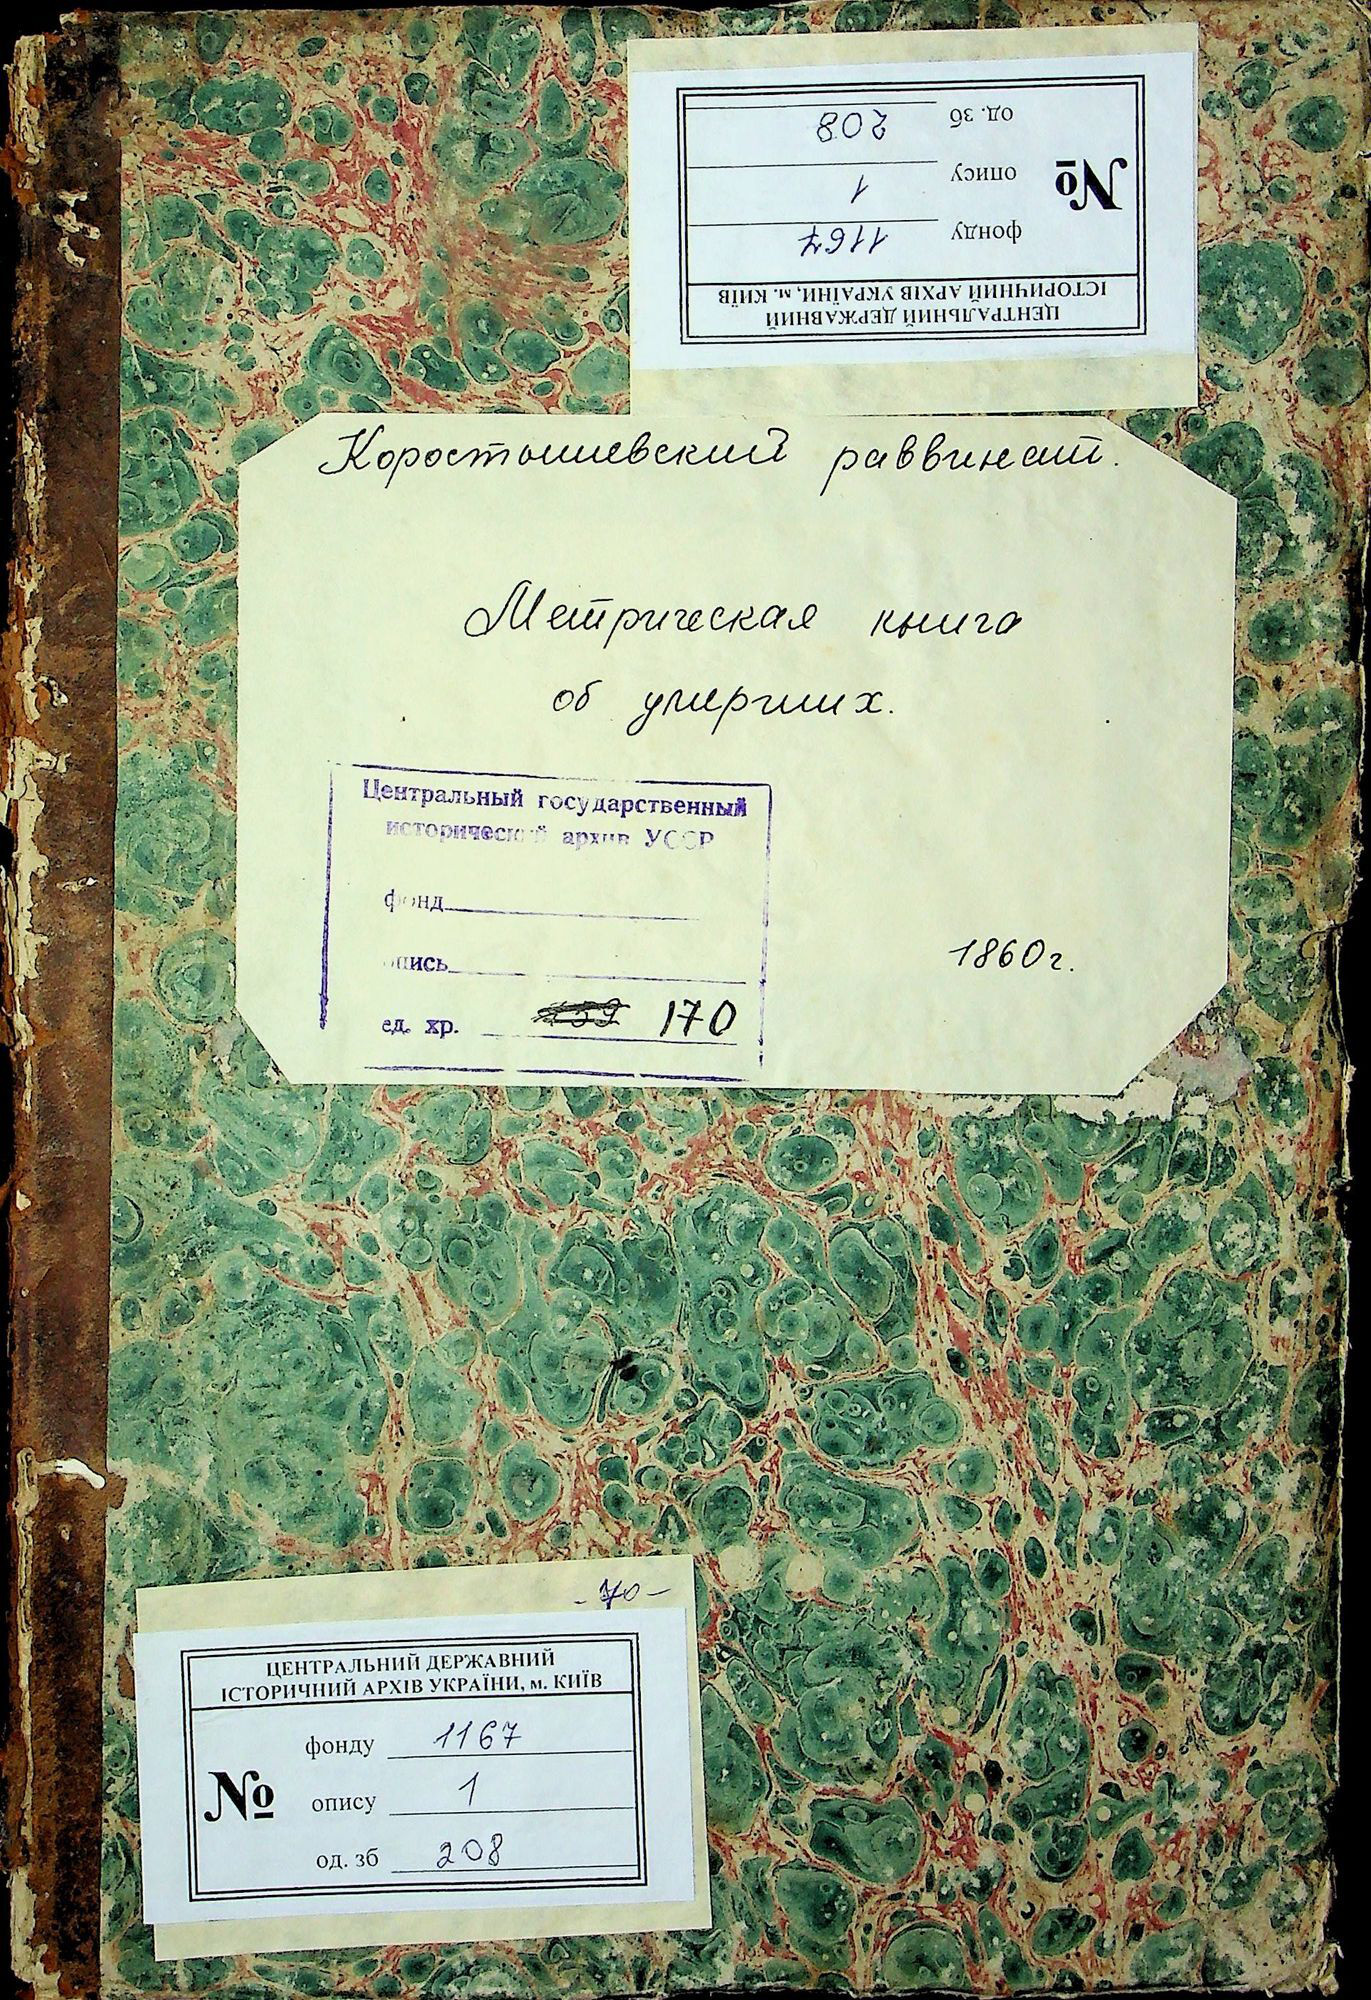 ЦЕНТРАЛЬНИЙ ДЕРЖАВНИЙ
ІСТОРИЧНИЙ АРХІВ УКРАЇНИ, м. КИЇВ
№
фонду 1167
опису 1
од. зб 208
Коростышевский раввинат.
Метрическая книга
об умерших.
Центральный государственный
исторический архив УССР
фонд
опись
ед. хр. 170
1860г.
-70-
ЦЕНТРАЛЬНИЙ ДЕРЖАВНИЙ
ІСТОРИЧНИЙ АРХІВ УКРАЇНИ, м. КИЇВ
№
фонду 1167
опису 1
од. зб 208